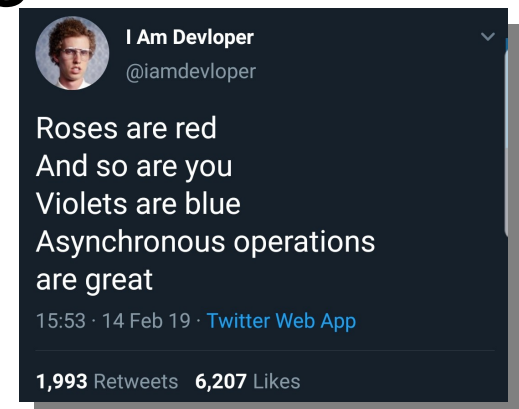 I Am Devloper
@iamdevloper
Roses are red
And so are you
Violets are blue
Asynchronous operations
are great
15:53 · 14 Feb 19 · Twitter Web App
1,993 Retweets 6,207 Likes